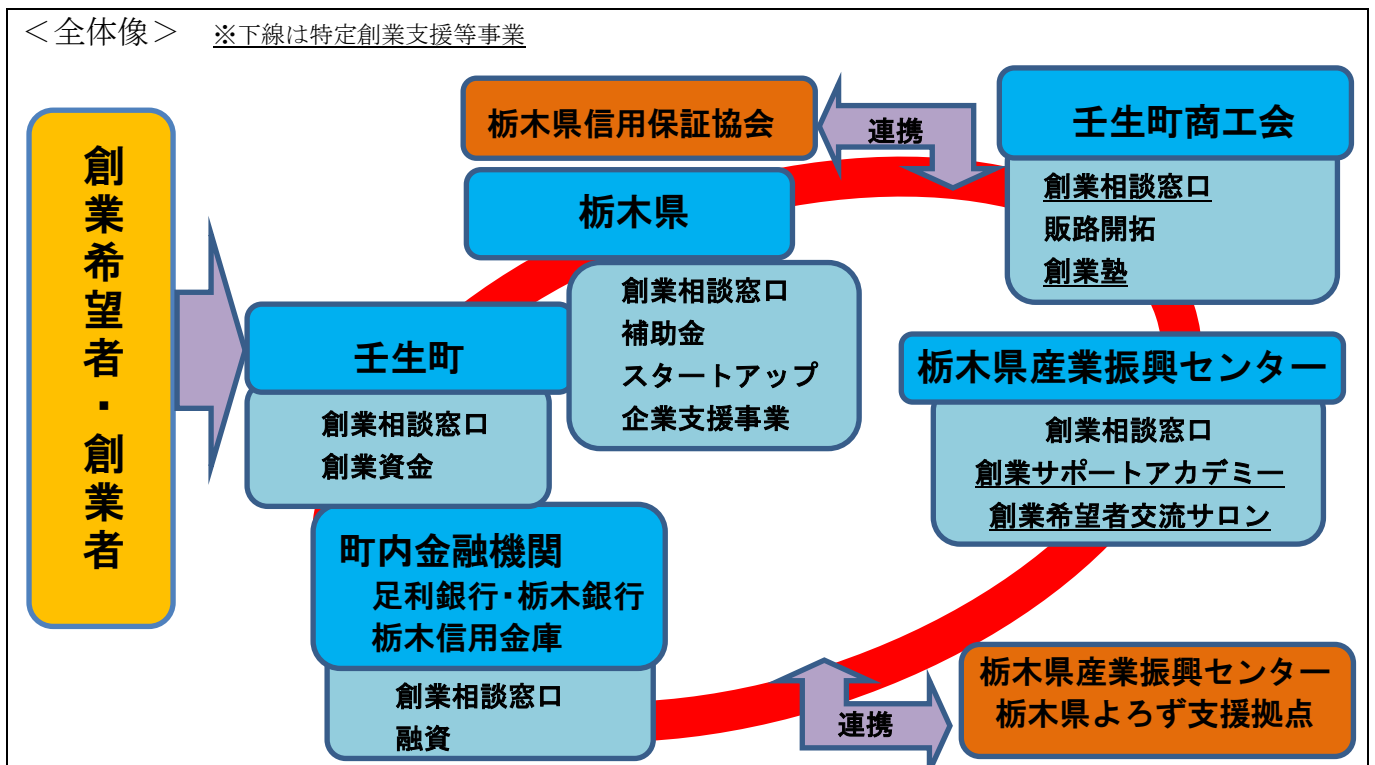 <全体像> ※下線は特定創業支援等事業
創業希望者・創業者
栃木県信用保証協会
連携
壬生町商工会
創業相談窓口
販路開拓
創業塾
栃木県
創業相談窓口
補助金
スタートアップ
企業支援事業
壬生町
創業相談窓口
創業資金
栃木県産業振興センター
創業相談窓口
創業サポートアカデミー
創業希望者交流サロン
町内金融機関
足利銀行・栃木銀行
栃木信用金庫
創業相談窓口
融資
連携
栃木県産業振興センター
栃木県よろず支援拠点